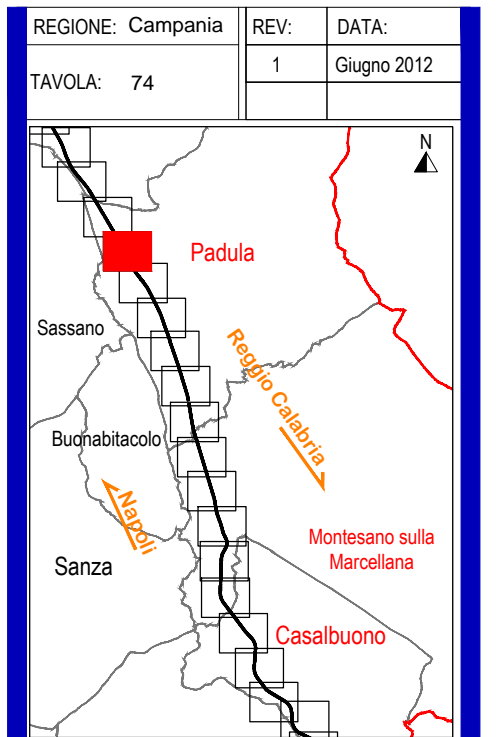 REGIONE: Campania
REV:
DATA:
1
Giugno 2012
TAVOLA: 74
N
Padula
Sassano
Reggio Calabria
Buonabitacolo
Napoli
Montesano sulla
Marcellana
Sanza
Casalbuono